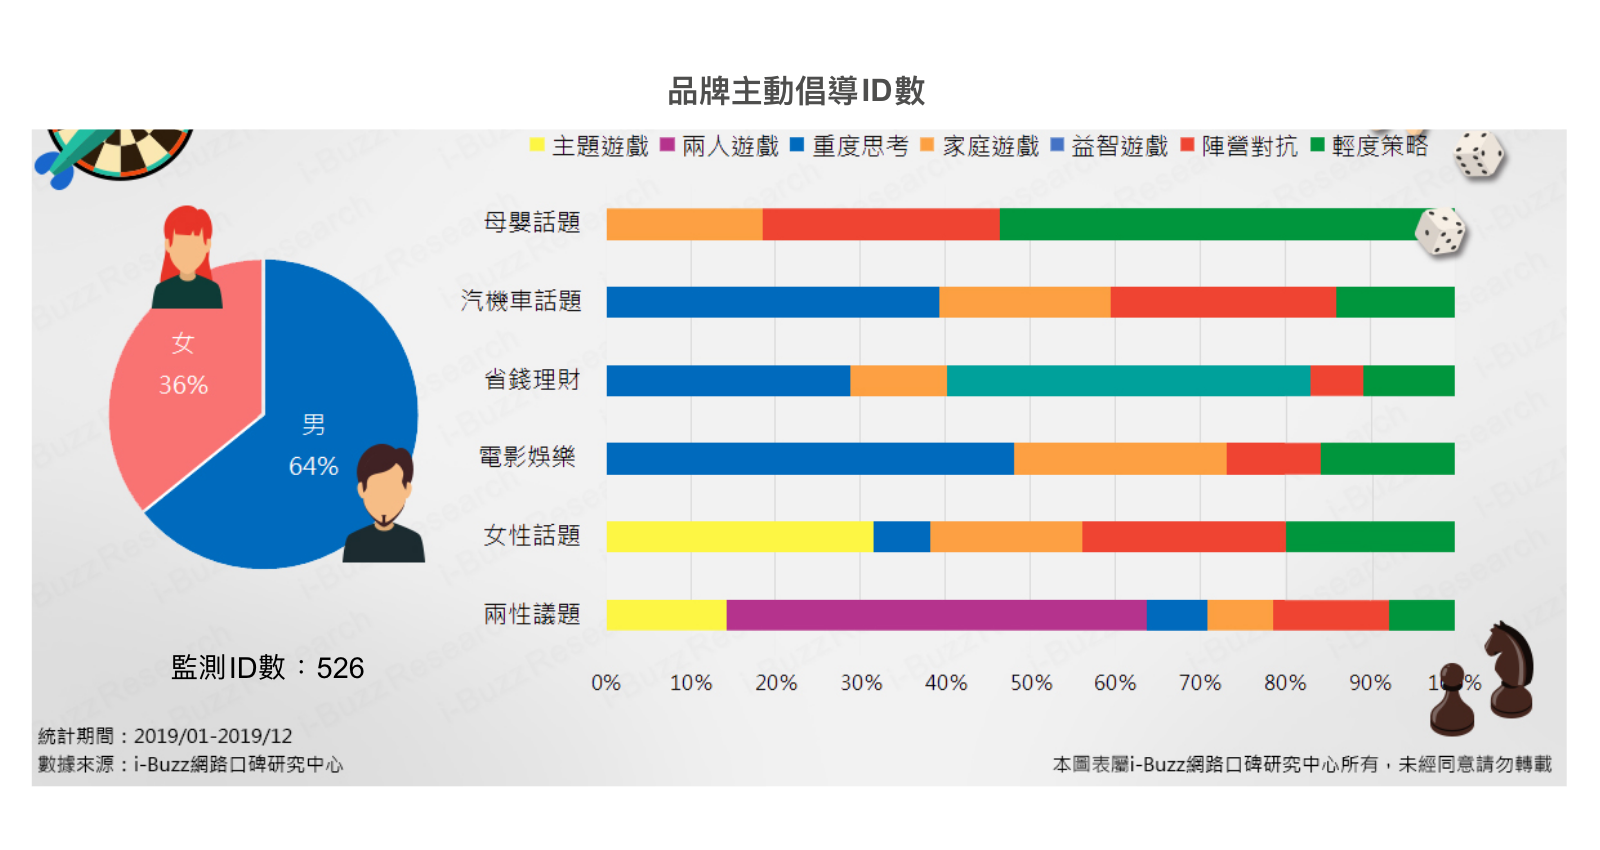 品牌主動倡導ID數
主題遊戲 兩人遊戲 重度思考 家庭遊戲 益智遊戲 陣營對抗 輕度策略
母嬰話題
汽機車話題
省錢理財
電影娛樂
女性話題
兩性議題
女
36%
男
64%
監測ID數：526
0% 10% 20% 30% 40% 50% 60% 70% 80% 90%
統計期間：2019/01-2019/12
數據來源：i-Buzz網路口碑研究中心
本圖表屬i-Buzz網路口碑研究中心所有，未經同意請勿轉載
i-Buzz Research